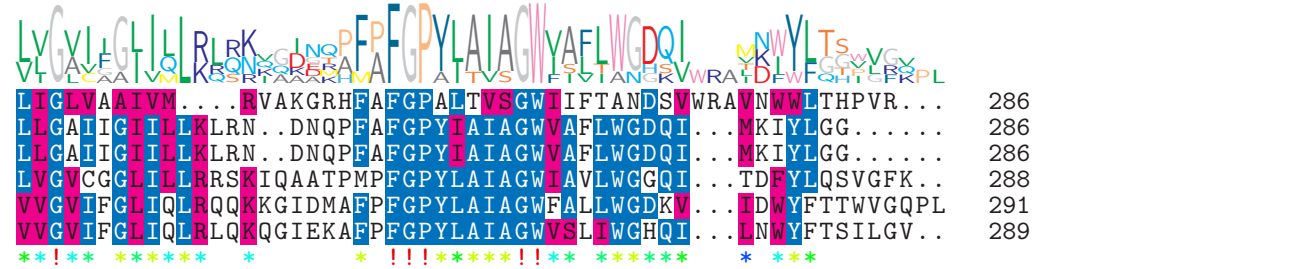 LIGLVAAIVM....RVAKGRHFAFGPALTVSGWIIFTANDSVWRAVNWWLTHPVR... 286
LLGAIIGIILLKLRN..DNQPFAFGPYIAIAGWVAFLWGDQI...MKIYLGG...... 286
LLGAIIGIILLKLRN..DNQPFAFGPYIAIAGWVAFLWGDQI...MKIYLGG...... 286
LVGVCGGLILLRRSKIQAATPMPFGPYLAIAGWIAVLWGGQI...TDFYLQSVGFK.. 288
VVGVIFGLIQLRQQKKGIDMAFPFGPYLAIAGWFALLWGDKV...IDWYFTTWVGQPL 291
VVGVIFGLIQLRLQKQGIEKAFPFGPYLAIAGWVSLIWGHQI...LNWYFTSILGV.. 289
**!** ****** * * !!!*****!!** ******* * ***